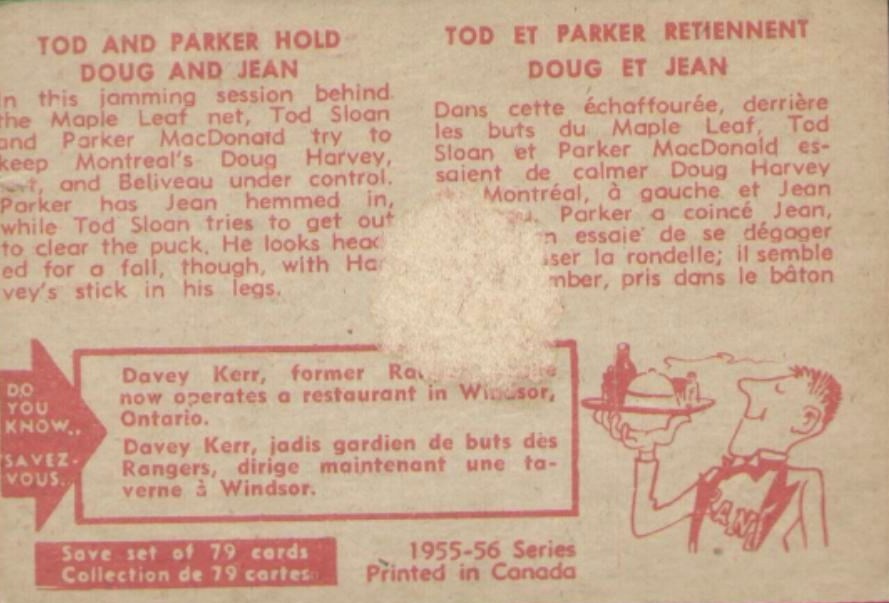 TOD AND PARKER HOLD
DOUG AND JEAN
In this jamming session behind
the Maple Leaf net, Tod Sloan
and Parker MacDonald try to
keep Montreal's Doug Harvey,
and Beliveau under control.
Parker has Jean hemmed in,
while Tod Sloan tries to get out
to clear the puck. He looks head-
ed for a fall, though, with Har-
vey's stick in his legs.
TOD ET PARKER RETIENNENT
DOUG ET JEAN
Dans cette échaffourée, derrière
les buts du Maple Leaf, Tod
Sloan et Parker MacDonald es-
saient de calmer Doug Harvey
Montréal, à gauche et Jean
Parker a coincé Jean,
essaie de se dégager
la rondelle; il semble
pris dans le bâton
DO
YOU
KNOW..
SAVEZ-
VOUS..
Davey Kerr, former
now operates a restaurant in Windsor,
Ontario.
Davey Kerr, jadis gardien de buts des
Rangers, dirige maintenant une ta-
verne à Windsor.
Save set of 79 cards
Collection de 79 cartes
1955-56 Series
Printed in Canada